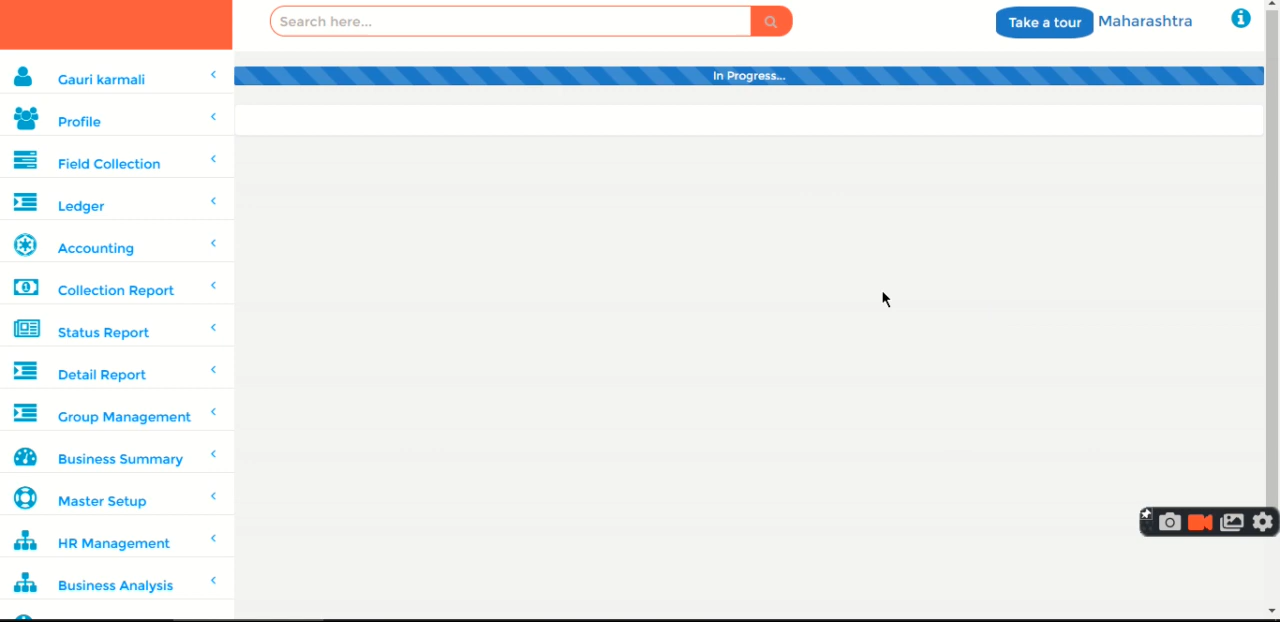 Search here...
Take a tour
Maharashtra
In Progress...
Gauri karmali
Profile
Field Collection
Ledger
Accounting
Collection Report
Status Report
Detail Report
Group Management
Business Summary
Master Setup
HR Management
Business Analysis